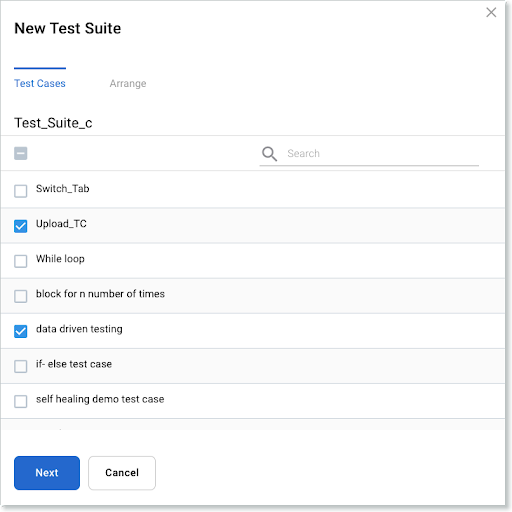 New Test Suite
Test Cases
Arrange
Test_Suite_c
Search
Switch_Tab
Upload_TC
While loop
block for n number of times
data driven testing
if- else test case
self healing demo test case
Next
Cancel